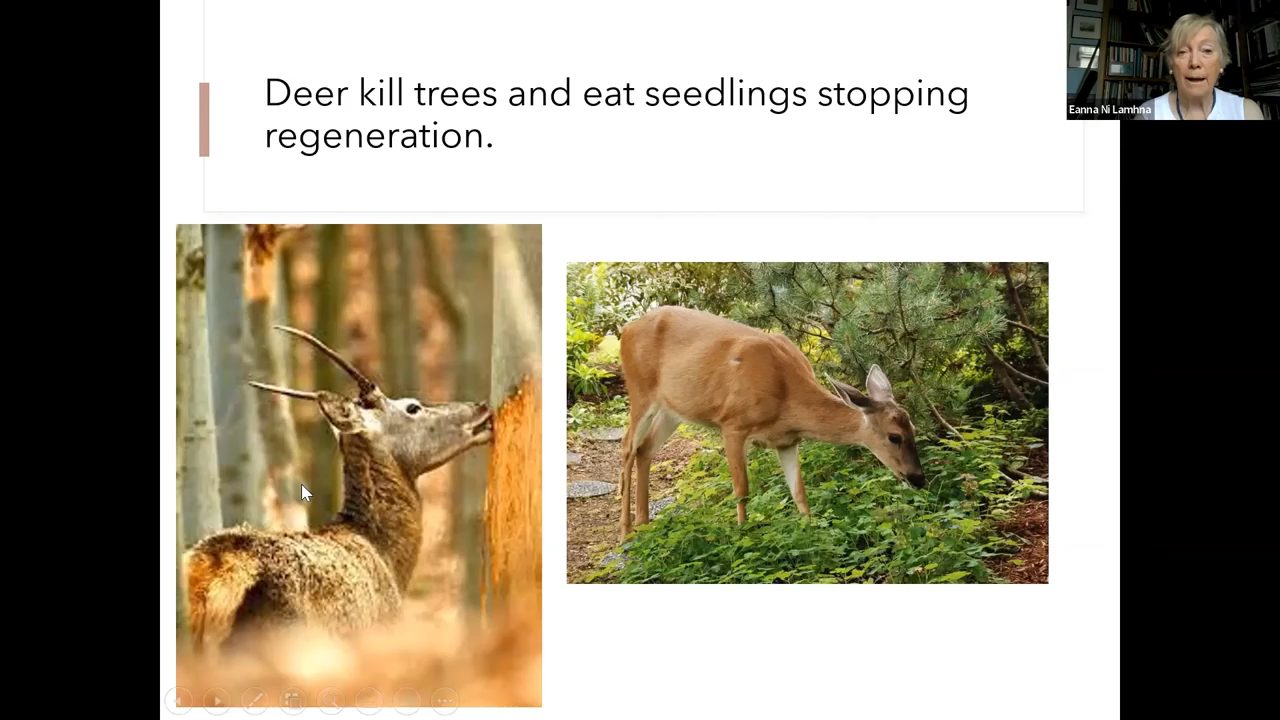 Deer kill trees and eat seedlings stopping
regeneration.
Eanna Ni Lamhna